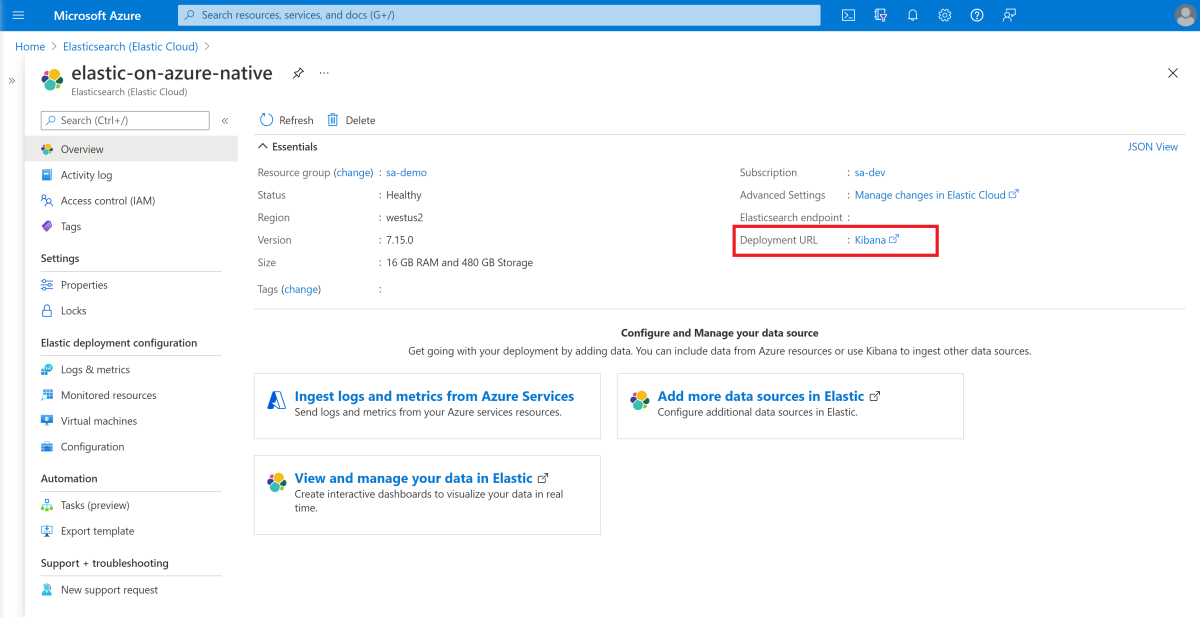 Microsoft Azure
Search resources, services, and docs (G+/)
Home > Elasticsearch (Elastic Cloud) >
elastic-on-azure-native
Elasticsearch (Elastic Cloud)
Search (Ctrl+/)
Overview
Activity log
Access control (IAM)
Tags
Settings
Properties
Locks
Elastic deployment configuration
Logs & metrics
Monitored resources
Virtual machines
Configuration
Automation
Tasks (preview)
Export template
Support + troubleshooting
New support request
Refresh Delete
Essentials JSON View
Resource group (change) : sa-demo
Status : Healthy
Region : westus2
Version : 7.15.0
Size : 16 GB RAM and 480 GB Storage
Tags (change) :
Subscription : sa-dev
Advanced Settings : Manage changes in Elastic Cloud
Elasticsearch endpoint :
Deployment URL : Kibana
Configure and Manage your data source
Get going with your deployment by adding data. You can include data from Azure resources or use Kibana to ingest other data sources.
Ingest logs and metrics from Azure Services
Send logs and metrics from your Azure services resources.
Add more data sources in Elastic
Configure additional data sources in Elastic.
View and manage your data in Elastic
Create interactive dashboards to visualize your data in real
time.